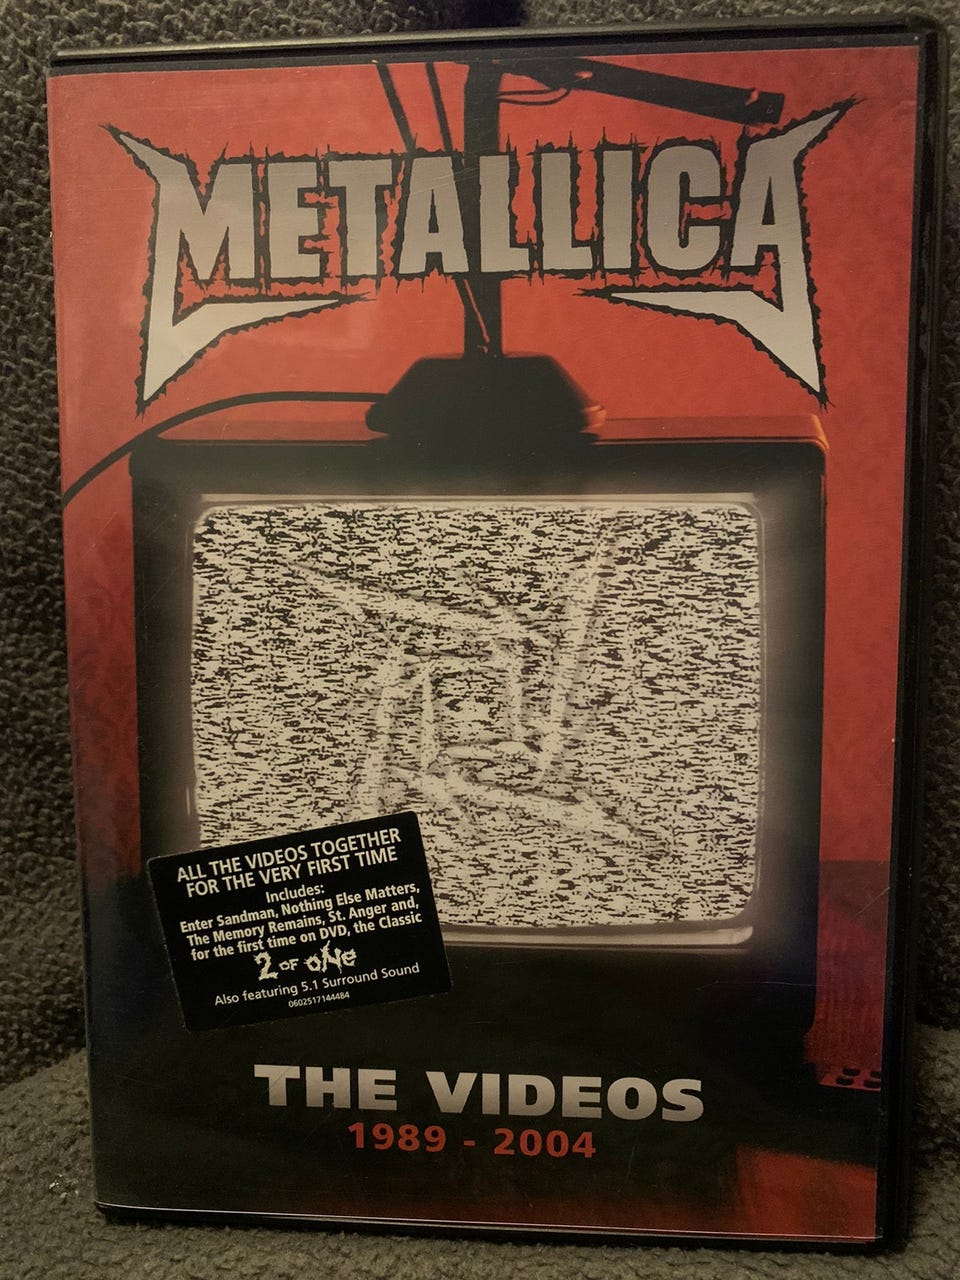 METALLICA
ALL THE VIDEOS TOGETHER
FOR THE VERY FIRST TIME
Includes:
Enter Sandman, Nothing Else Matters,
The Memory Remains, St. Anger and,
for the first time on DVD, the Classic
2 OF ONE
Also featuring 5.1 Surround Sound
0602517144484
THE VIDEOS
1989 - 2004